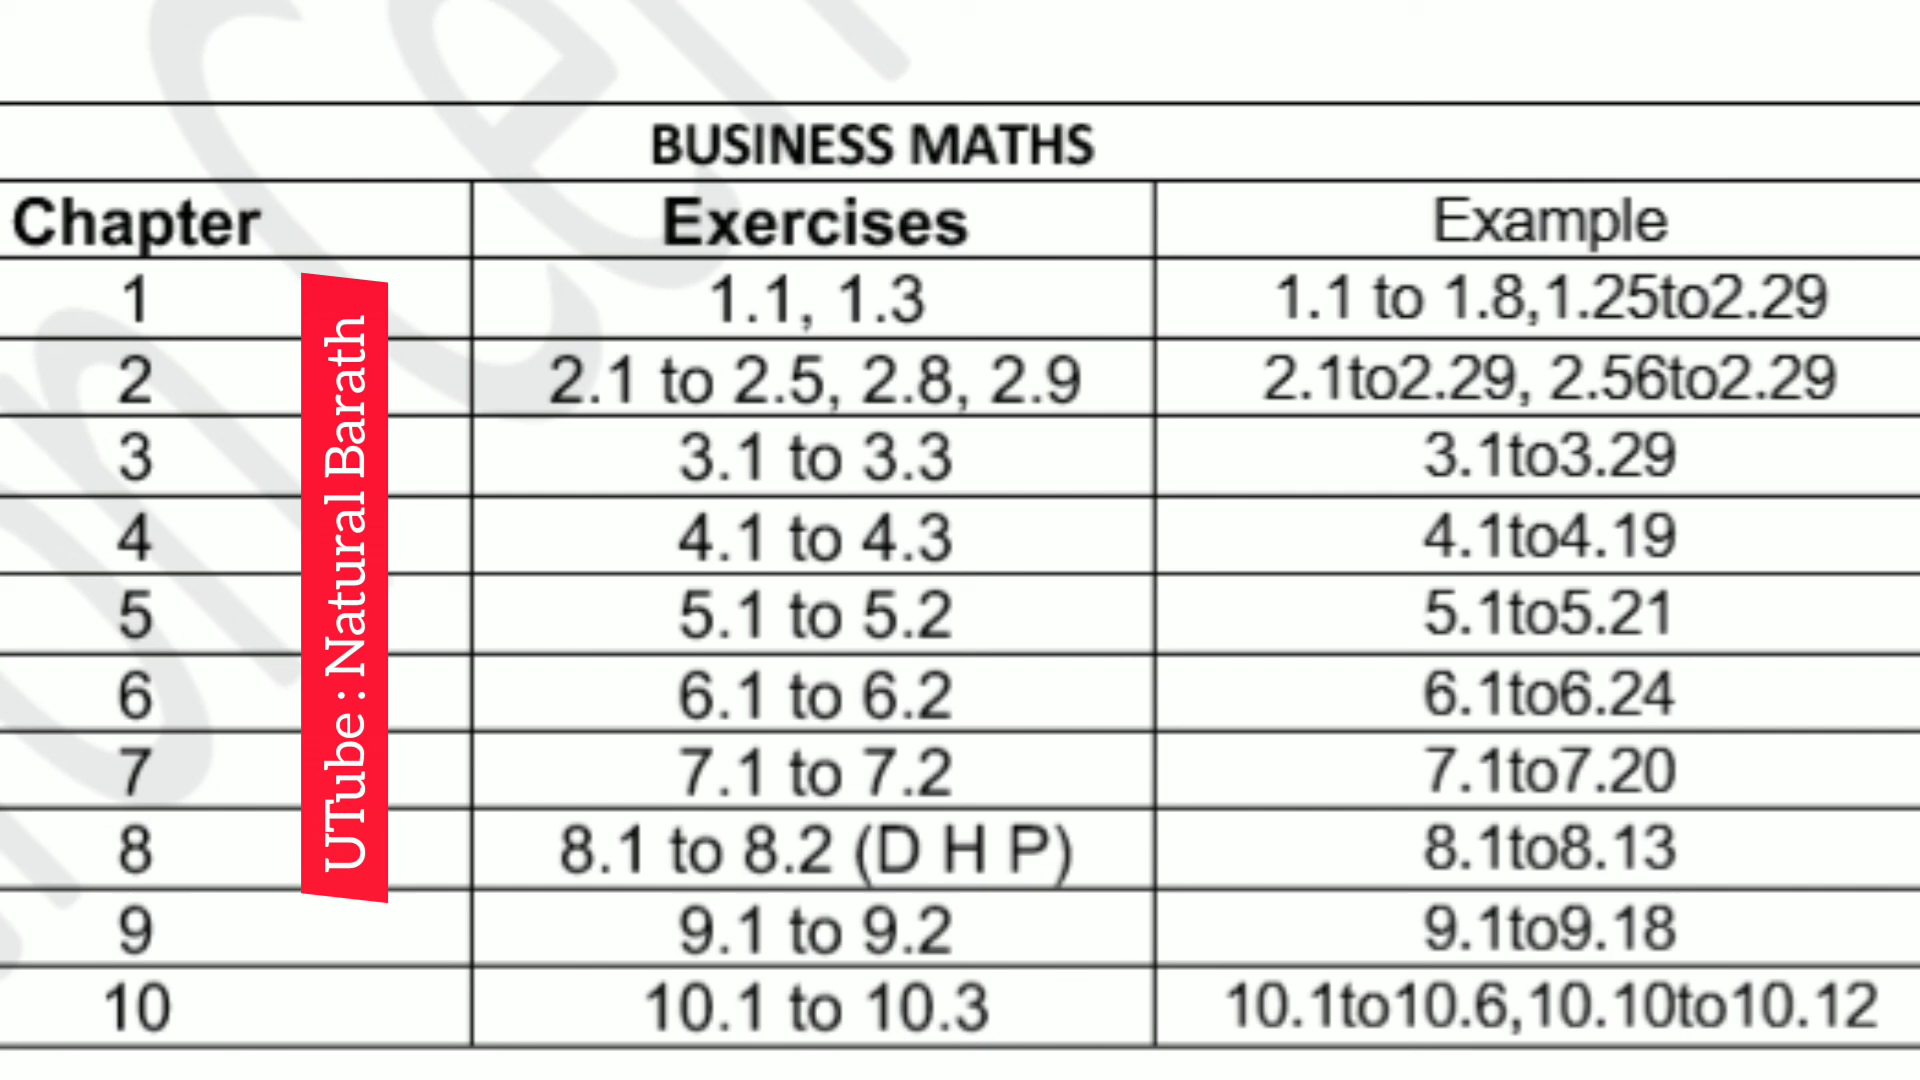 BUSINESS MATHS
Chapter Exercises Example
1 1.1, 1.3 1.1 to 1.8,1.25to2.29
2 2.1 to 2.5, 2.8, 2.9 2.1to2.29, 2.56to2.29
3 3.1 to 3.3 3.1to3.29
4 4.1 to 4.3 4.1to4.19
5 5.1 to 5.2 5.1to5.21
6 6.1 to 6.2 6.1to6.24
7 7.1 to 7.2 7.1to7.20
8 8.1 to 8.2 (D H P) 8.1to8.13
9 9.1 to 9.2 9.1to9.18
10 10.1 to 10.3 10.1to10.6,10.10to10.12
UTube : Natural Barath